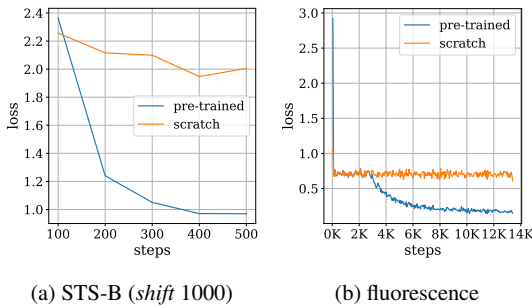 2.4
2.2
2.0
1.8
1.6
1.4
1.2
1.0
loss
pre-trained
scratch
100 200 300 400 500
steps
(a) STS-B (shift 1000)
3.0
2.5
2.0
1.5
1.0
0.5
loss
pre-trained
scratch
0K 2K 4K 6K 8K 10K 12K 14K
steps
(b) fluorescence